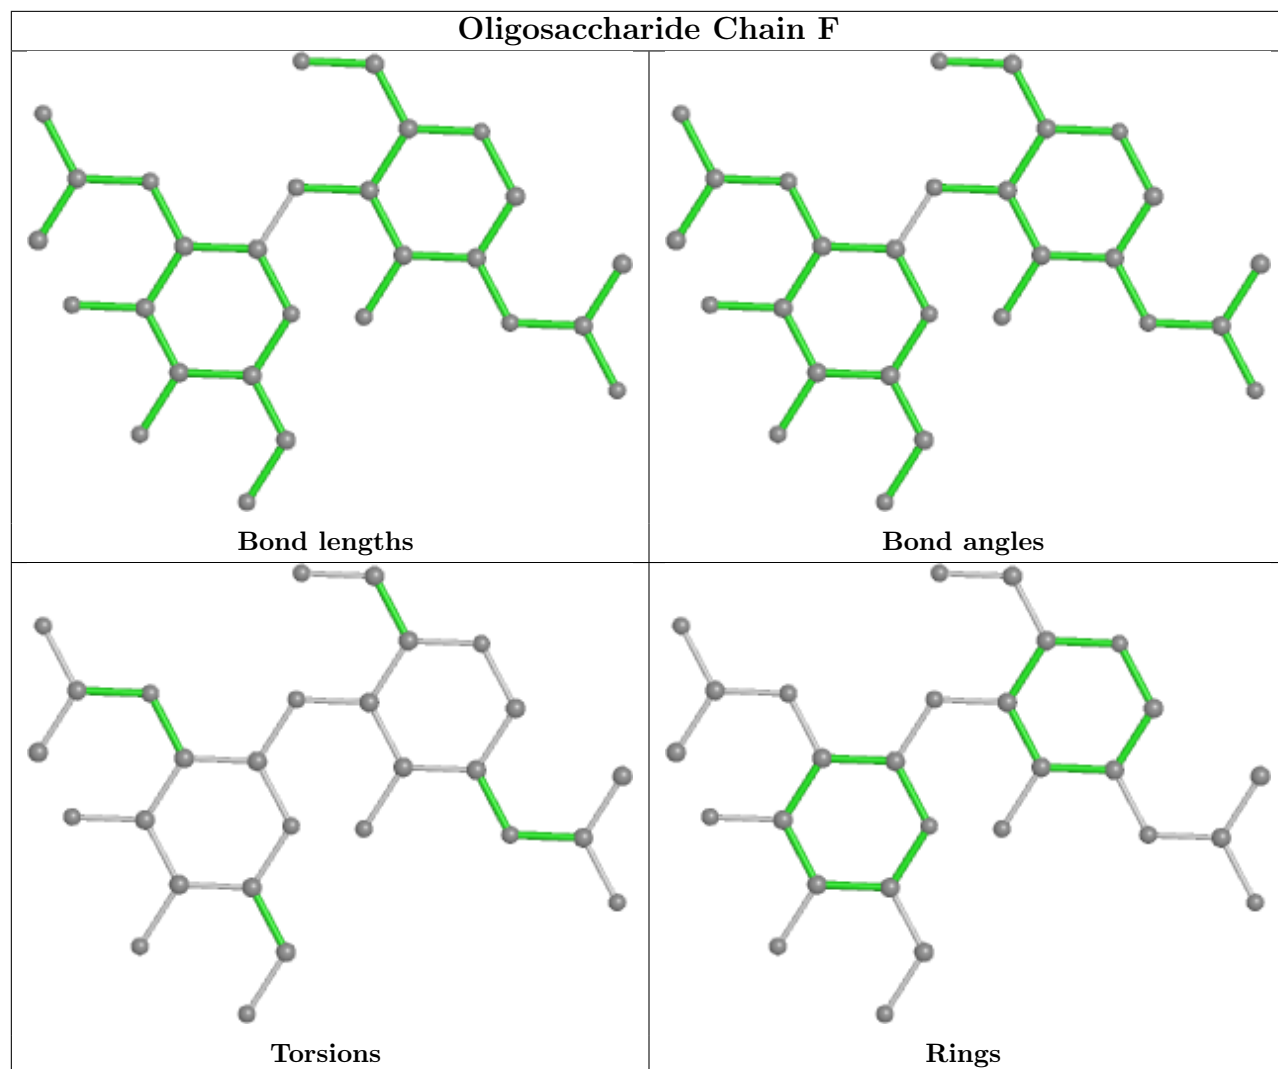 Oligosaccharide Chain F
Bond lengths
Bond angles
Torsions
Rings